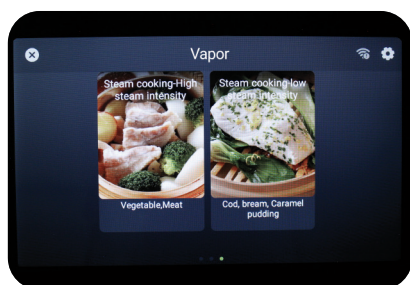 Vapor
Steam cooking-High
steam intensity
Vegetable,Meat
Steam cooking-low
steam intensity
Cod, bream, Caramel
pudding